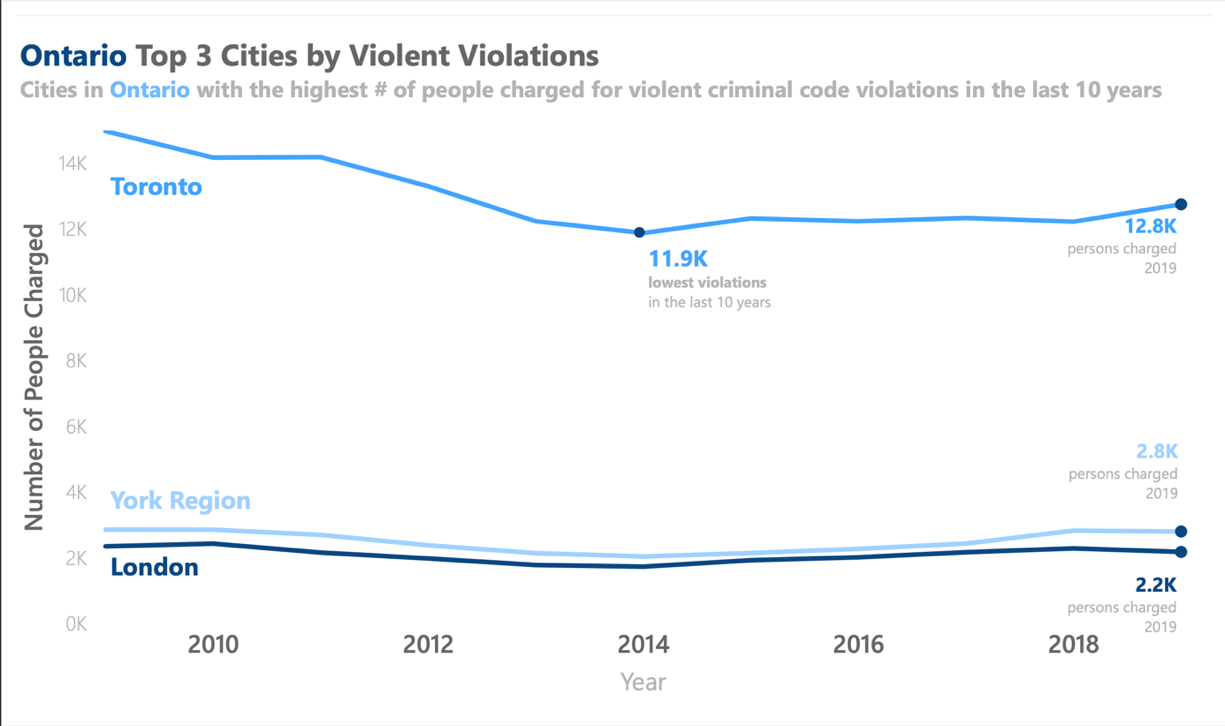 Ontario Top 3 Cities by Violent Violations
Cities in Ontario with the highest # of people charged for violent criminal code violations in the last 10 years
Number of People Charged
14K
12K
10K
8K
6K
4K
2K
0K
Toronto
11.9K
lowest violations
in the last 10 years
12.8K
persons charged
2019
York Region
2.8K
persons charged
2019
London
2.2K
persons charged
2019
2010 2012 2014 2016 2018
Year